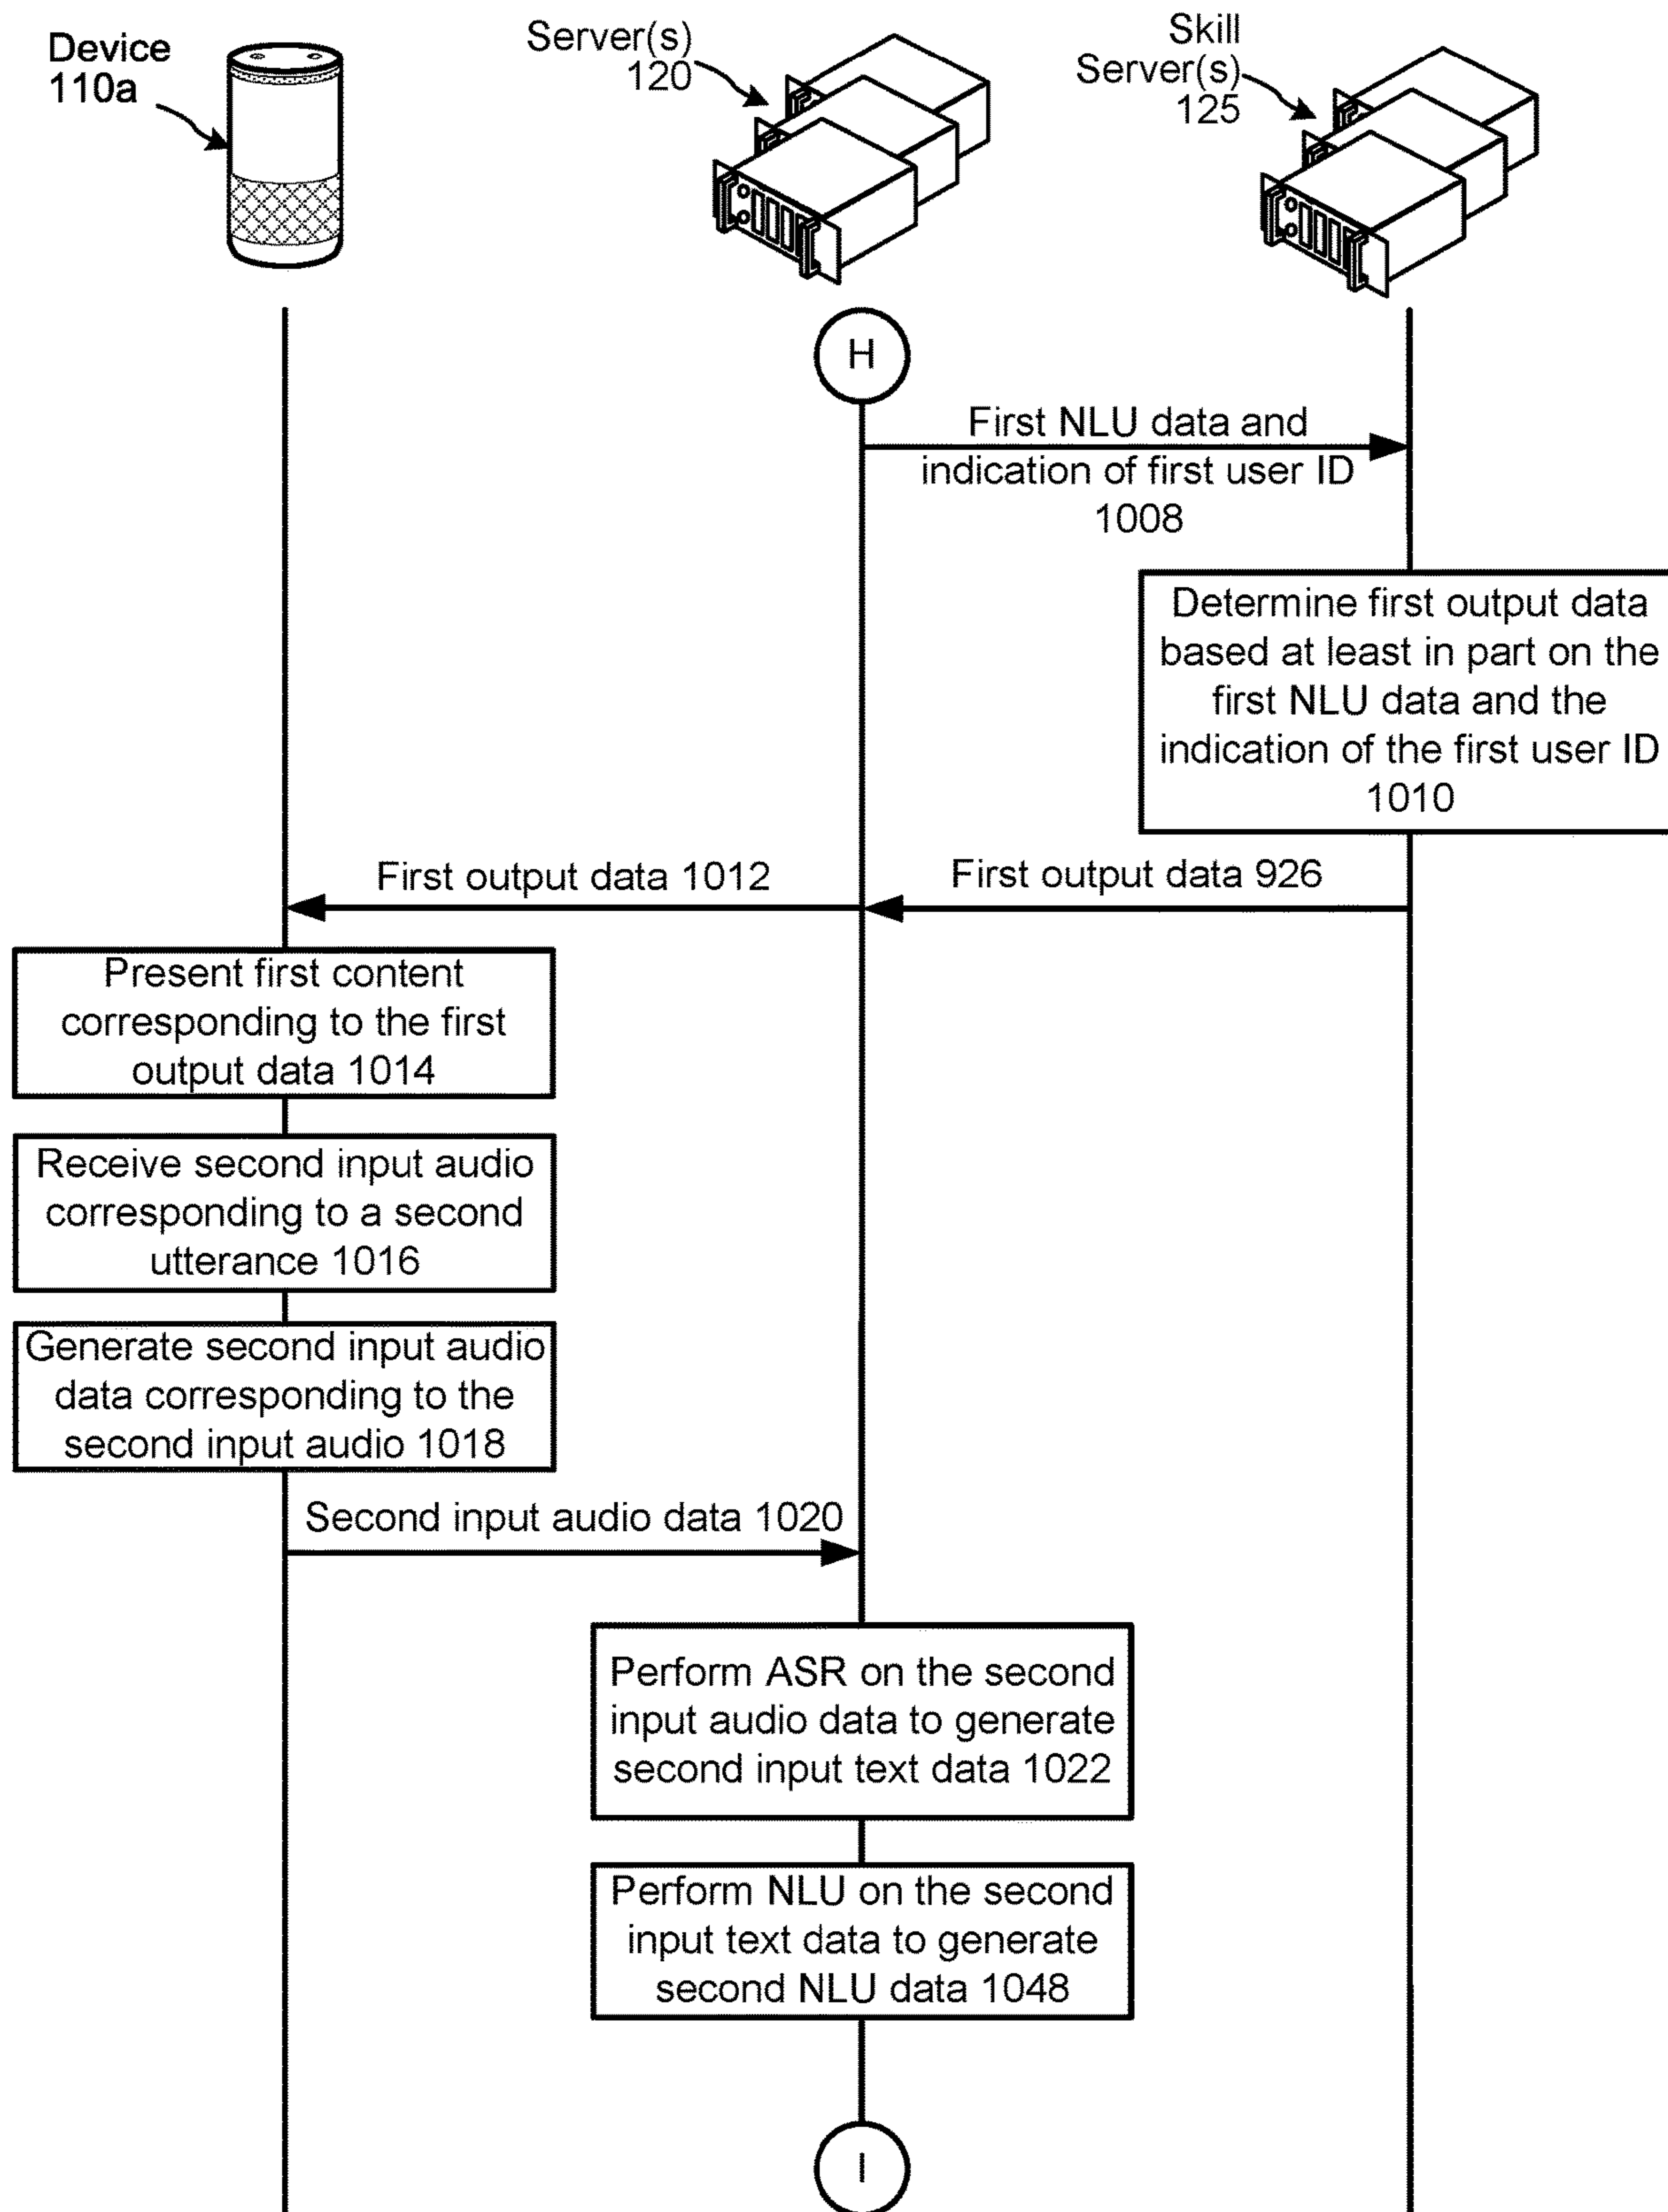 Device
110a
Server(s)
120
Skill
Server(s)
125
H
First NLU data and
indication of first user ID
1008
Determine first output data
based at least in part on the
first NLU data and the
indication of the first user ID
1010
First output data 1012
First output data 926
Present first content
corresponding to the first
output data 1014
Receive second input audio
corresponding to a second
utterance 1016
Generate second input audio
data corresponding to the
second input audio 1018
Second input audio data 1020
Perform ASR on the second
input audio data to generate
second input text data 1022
Perform NLU on the second
input text data to generate
second NLU data 1048
I